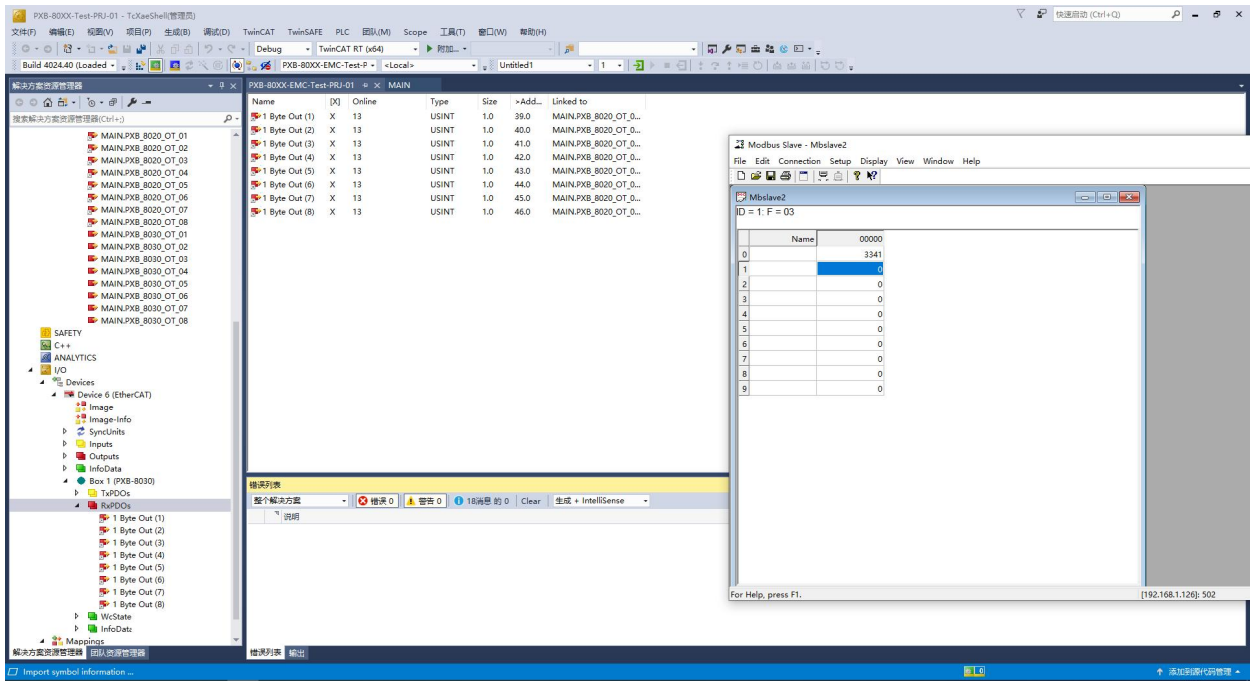 PXB-80XX-Test-PRJ-01 - TcXaeShell(管理员)
快速启动 (Ctrl+Q)
文件(F) 编辑(E) 视图(V) 项目(P) 生成(B) 调试(D) TwinCAT TwinSAFE PLC 团队(M) Scope 工具(T) 窗口(W) 帮助(H)
Debug TwinCAT RT (x64) 附加...
Build 4024.40 (Loaded PXB-80XX-EMC-Test-P <Local> Untitled1 1
解决方案资源管理器
搜索解决方案资源管理器(Ctrl+;)
MAIN.PXB_8020_OT_01
MAIN.PXB_8020_OT_02
MAIN.PXB_8020_OT_03
MAIN.PXB_8020_OT_04
MAIN.PXB_8020_OT_05
MAIN.PXB_8020_OT_06
MAIN.PXB_8020_OT_07
MAIN.PXB_8020_OT_08
MAIN.PXB_8030_OT_01
MAIN.PXB_8030_OT_02
MAIN.PXB_8030_OT_03
MAIN.PXB_8030_OT_04
MAIN.PXB_8030_OT_05
MAIN.PXB_8030_OT_06
MAIN.PXB_8030_OT_07
MAIN.PXB_8030_OT_08
SAFETY
C++
ANALYTICS
I/O
Devices
Device 6 (EtherCAT)
Image
Image-Info
SyncUnits
Inputs
Outputs
InfoData
Box 1 (PXB-8030)
TxPDOs
RxPDOs
1 Byte Out (1)
1 Byte Out (2)
1 Byte Out (3)
1 Byte Out (4)
1 Byte Out (5)
1 Byte Out (6)
1 Byte Out (7)
1 Byte Out (8)
WcState
InfoData
Mappings
解决方案资源管理器 团队资源管理器
PXB-80XX-EMC-Test-PRJ-01 MAIN
Name [X] Online Type Size >Add... Linked to
1 Byte Out (1) X 13 USINT 1.0 39.0 MAIN.PXB_8020_OT_0...
1 Byte Out (2) X 13 USINT 1.0 40.0 MAIN.PXB_8020_OT_0...
1 Byte Out (3) X 13 USINT 1.0 41.0 MAIN.PXB_8020_OT_0...
1 Byte Out (4) X 13 USINT 1.0 42.0 MAIN.PXB_8020_OT_0...
1 Byte Out (5) X 13 USINT 1.0 43.0 MAIN.PXB_8020_OT_0...
1 Byte Out (6) X 13 USINT 1.0 44.0 MAIN.PXB_8020_OT_0...
1 Byte Out (7) X 13 USINT 1.0 45.0 MAIN.PXB_8020_OT_0...
1 Byte Out (8) X 13 USINT 1.0 46.0 MAIN.PXB_8020_OT_0...
错误列表
整个解决方案 错误 0 警告 0 18消息 的 0 Clear 生成 + IntelliSense
说明
错误列表 输出
Modbus Slave - Mbslave2
File Edit Connection Setup Display View Window Help
Mbslave2
ID = 1: F = 03
Name 00000
0 3341
1 0
2 0
3 0
4 0
5 0
6 0
7 0
8 0
9 0
For Help, press F1. [192.168.1.126]: 502
Import symbol information ... 0 添加到源代码管理